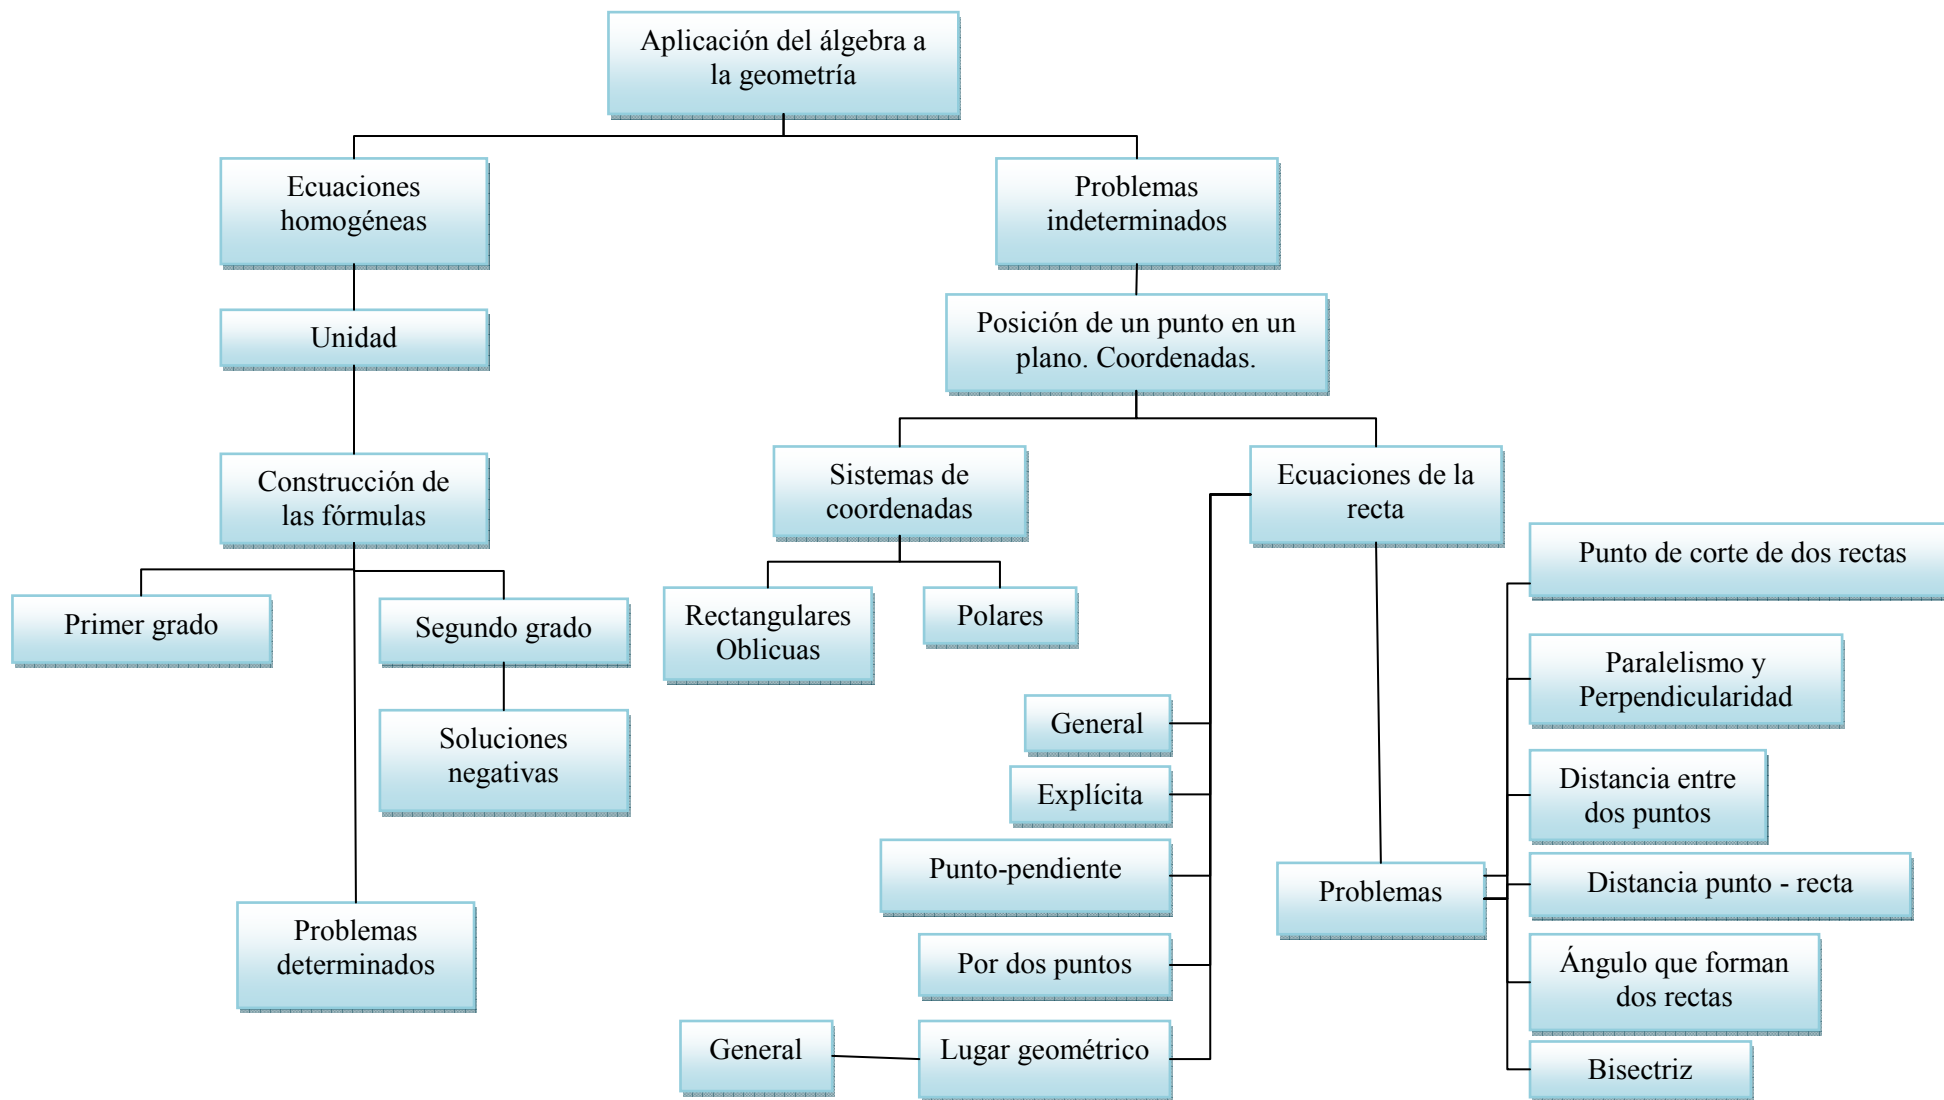 Aplicación del álgebra a
la geometría
Ecuaciones
homogéneas
Problemas
indeterminados
Unidad
Posición de un punto en un
plano. Coordenadas.
Construcción de
las fórmulas
Sistemas de
coordenadas
Ecuaciones de la
recta
Primer grado
Segundo grado
Rectangulares
Oblicuas
Polares
Soluciones
negativas
Problemas
determinados
General
Explícita
Punto-pendiente
Por dos puntos
Lugar geométrico
General
Problemas
Punto de corte de dos rectas
Paralelismo y
Perpendicularidad
Distancia entre
dos puntos
Distancia punto - recta
Ángulo que forman
dos rectas
Bisectriz